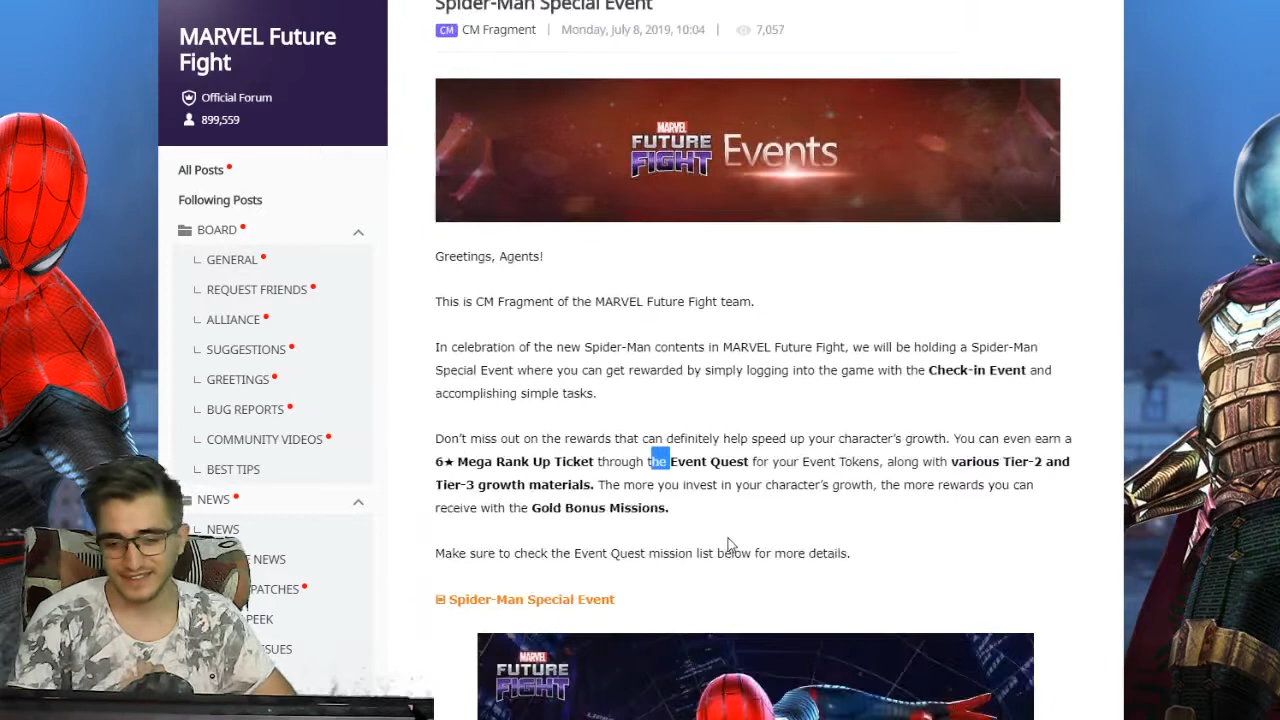 Spider-Man Special Event
CM CM Fragment | Monday, July 8, 2019, 10:04 | 7,057
MARVEL Future
Fight
Official Forum
899,559
All Posts
Following Posts
BOARD
GENERAL
REQUEST FRIENDS
ALLIANCE
SUGGESTIONS
GREETINGS
BUG REPORTS
COMMUNITY VIDEOS
BEST TIPS
NEWS
NEWS
NEWS
PATCHES
PEEK
MARVEL
FUTURE
FIGHT
Events
Greetings, Agents!
This is CM Fragment of the MARVEL Future Fight team.
In celebration of the new Spider-Man contents in MARVEL Future Fight, we will be holding a Spider-Man
Special Event where you can get rewarded by simply logging into the game with the Check-in Event and
accomplishing simple tasks.
Don’t miss out on the rewards that can definitely help speed up your character’s growth. You can even earn a
6★ Mega Rank Up Ticket through the Event Quest for your Event Tokens, along with various Tier-2 and
Tier-3 growth materials. The more you invest in your character’s growth, the more rewards you can
receive with the Gold Bonus Missions.
Make sure to check the Event Quest mission list below for more details.
Spider-Man Special Event
MARVEL
FUTURE
FIGHT